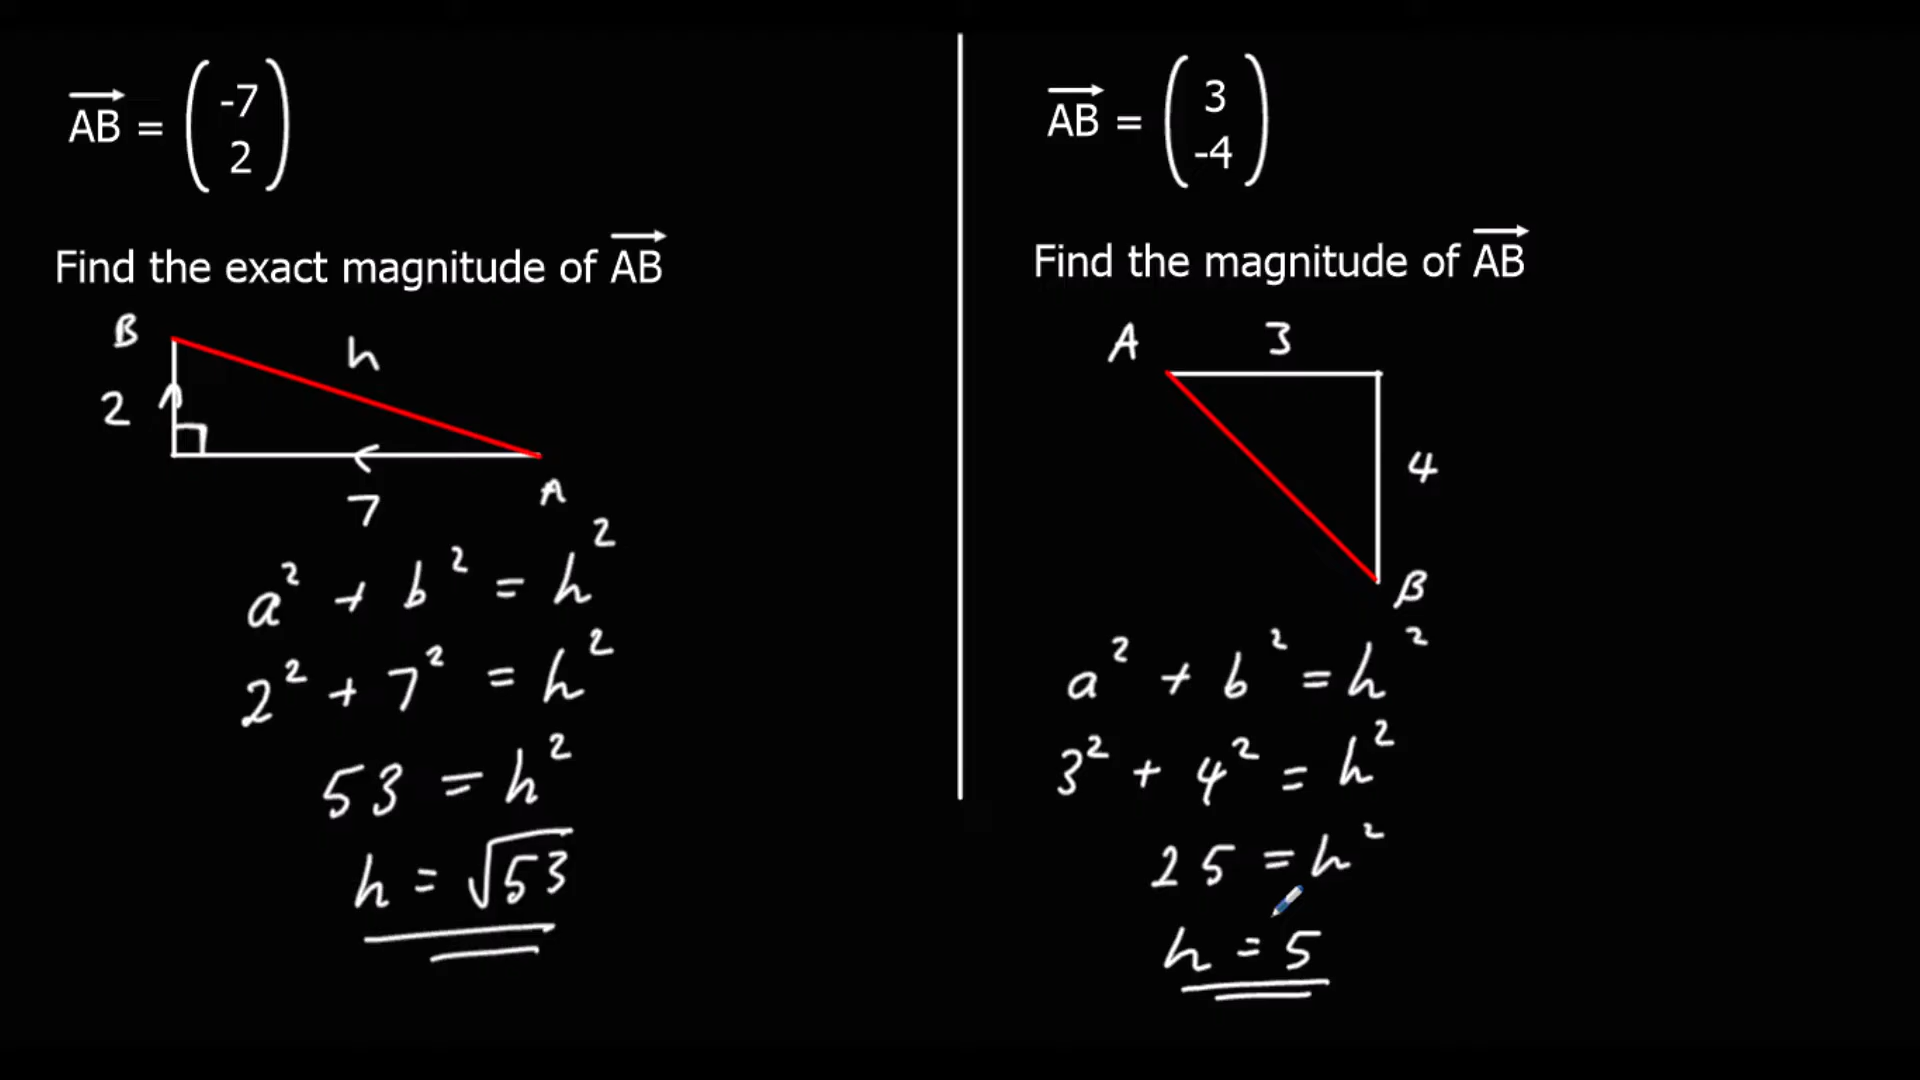 AB = ( -7
2 )
Find the exact magnitude of AB
B
h
2
7
A
a² + b² = h²
2² + 7² = h²
53 = h²
h = √53
AB = ( 3
-4 )
Find the magnitude of AB
A
3
4
B
a² + b² = h²
3² + 4² = h²
25 = h²
h = 5